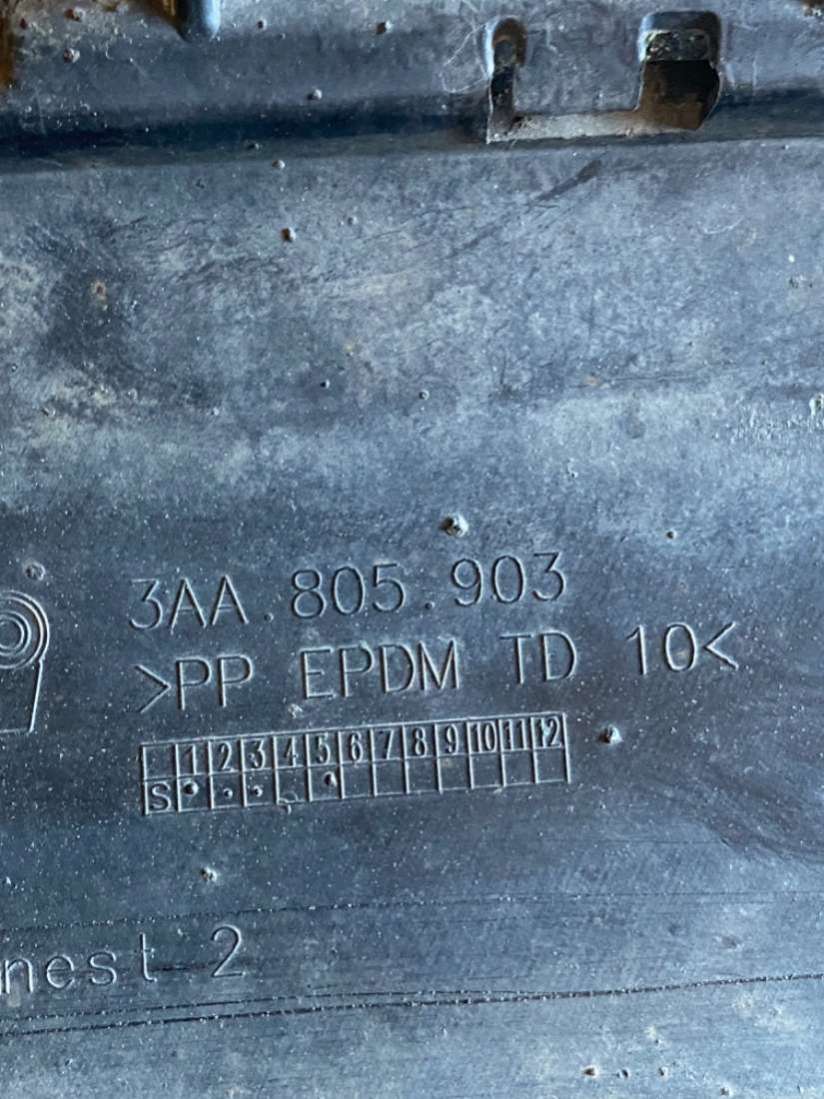 3AA.805.903
>PP EPDM TD 10<
1 2 3 4 5 6 7 8 9 10 11 12
S
nest 2